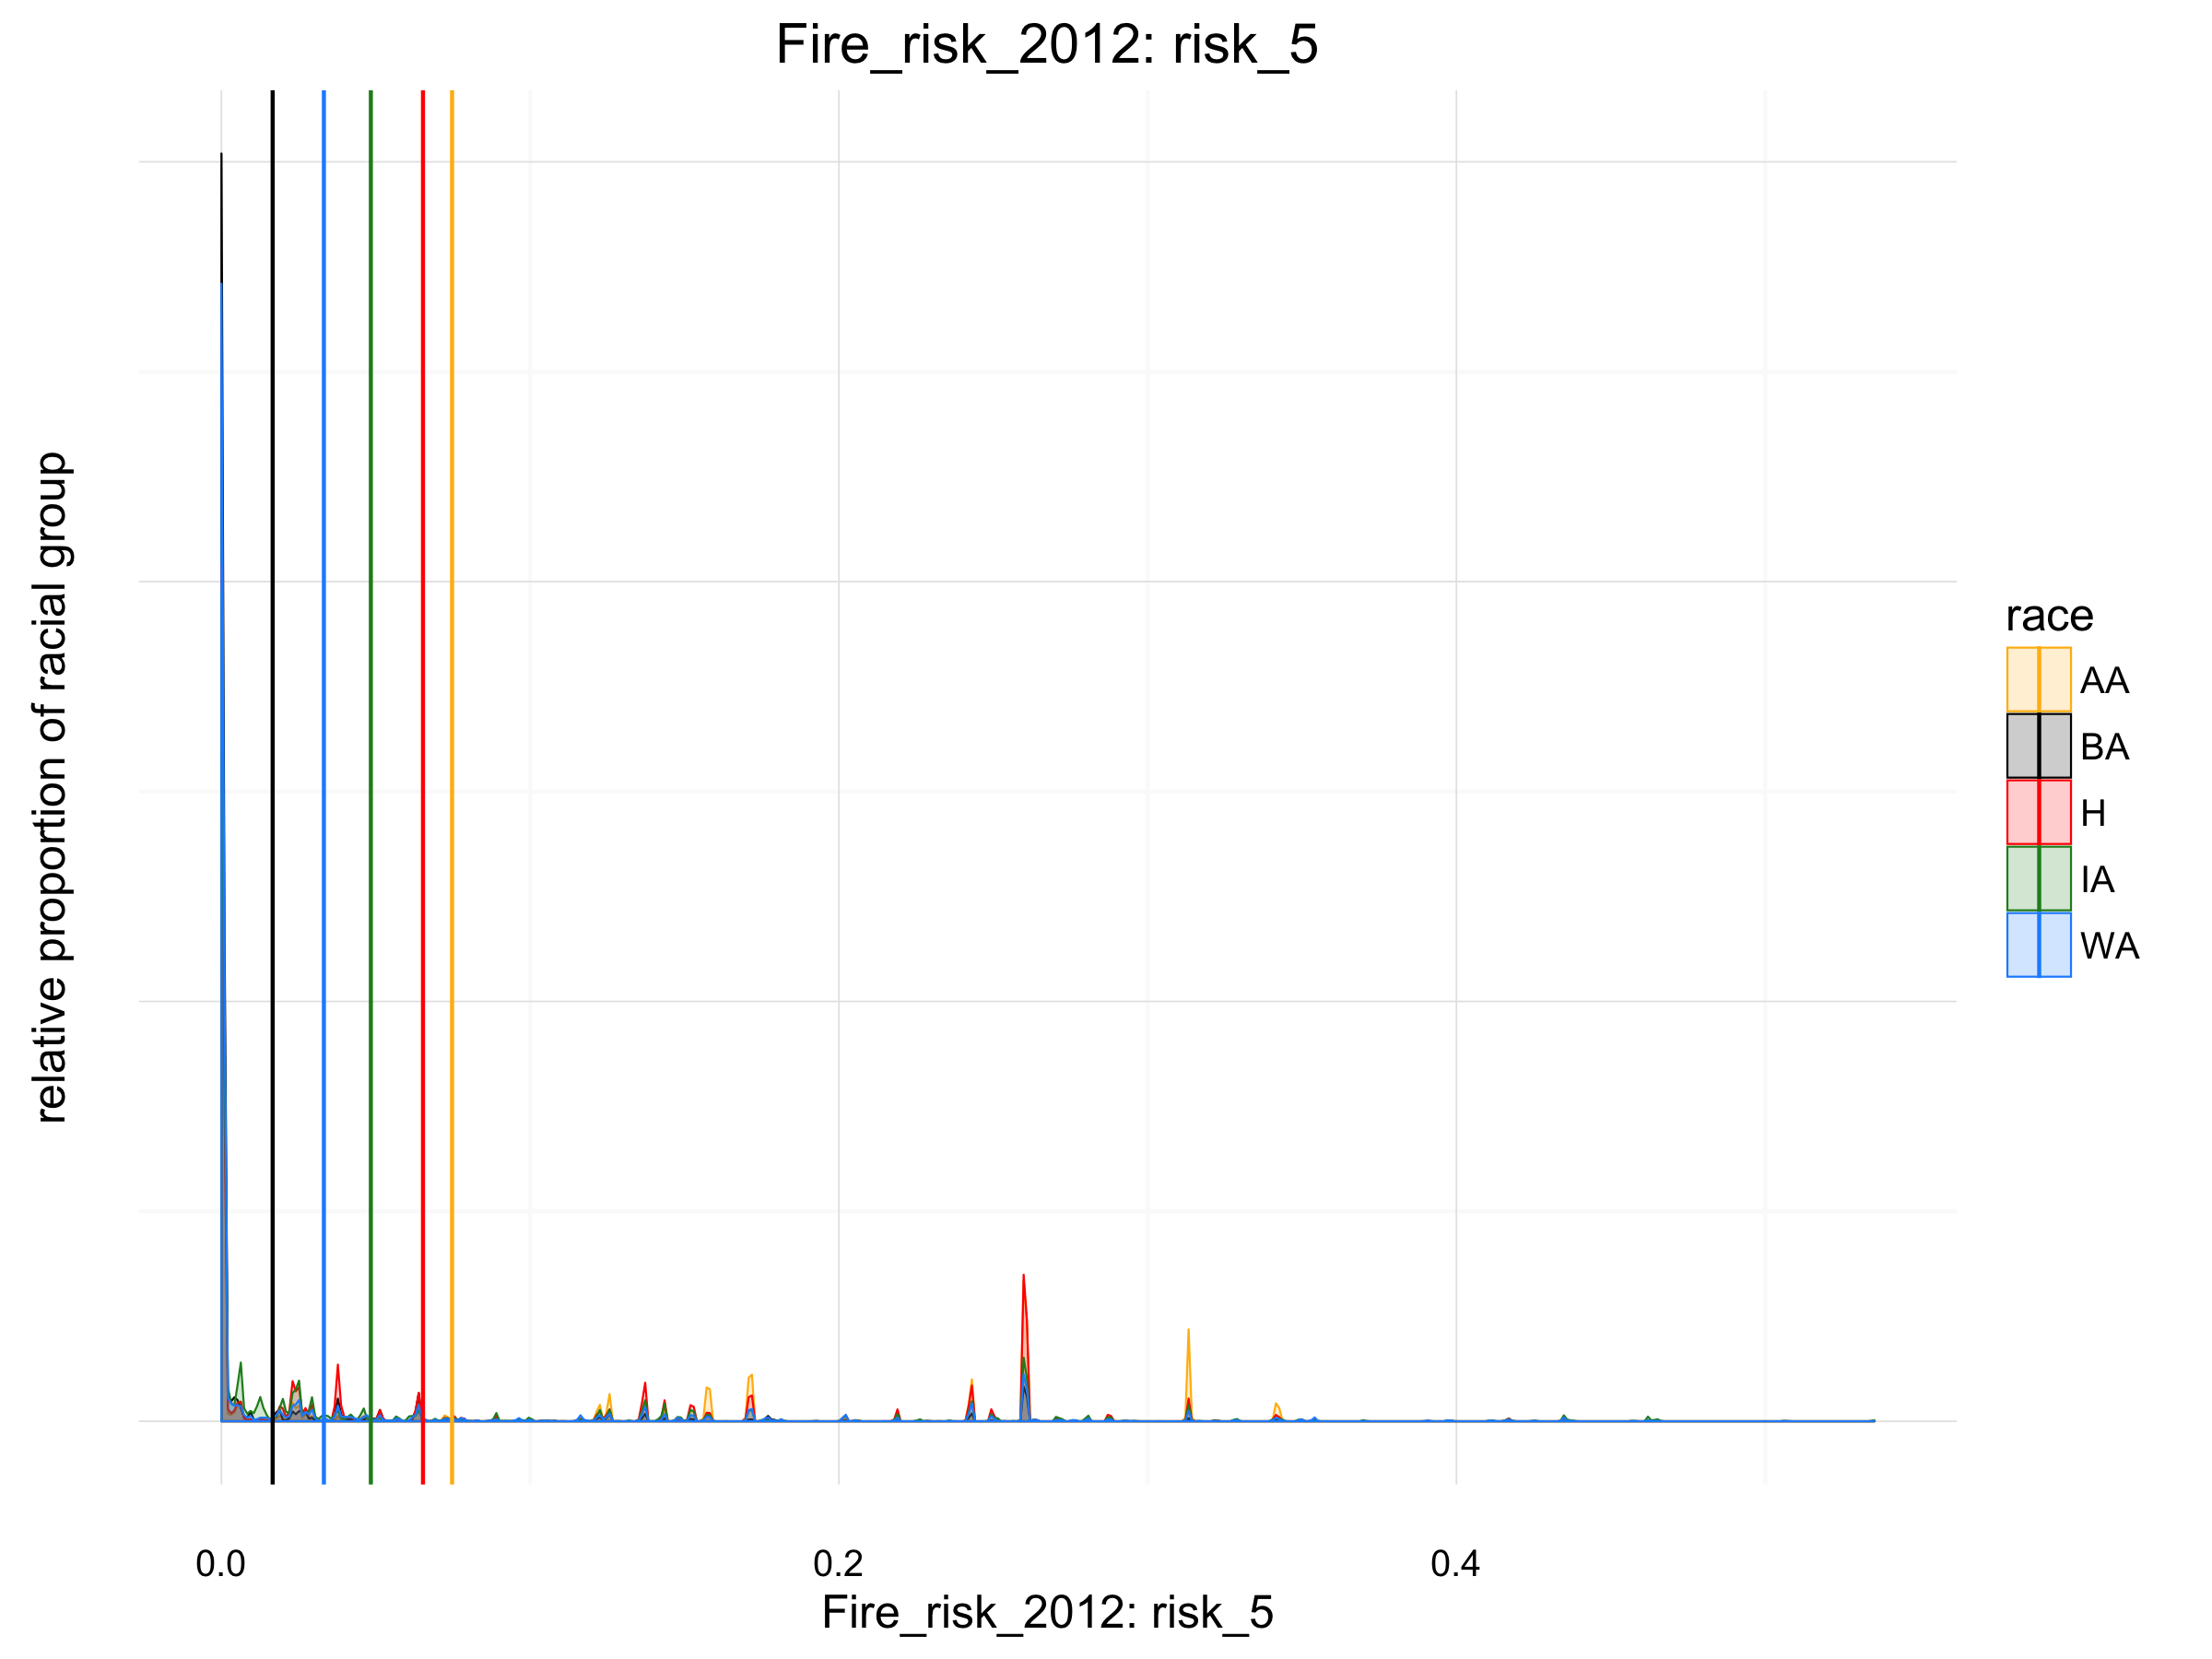 Fire_risk_2012: risk_5
relative proportion of racial group
race
AA
BA
H
IA
WA
0.0
0.2
0.4
Fire_risk_2012: risk_5